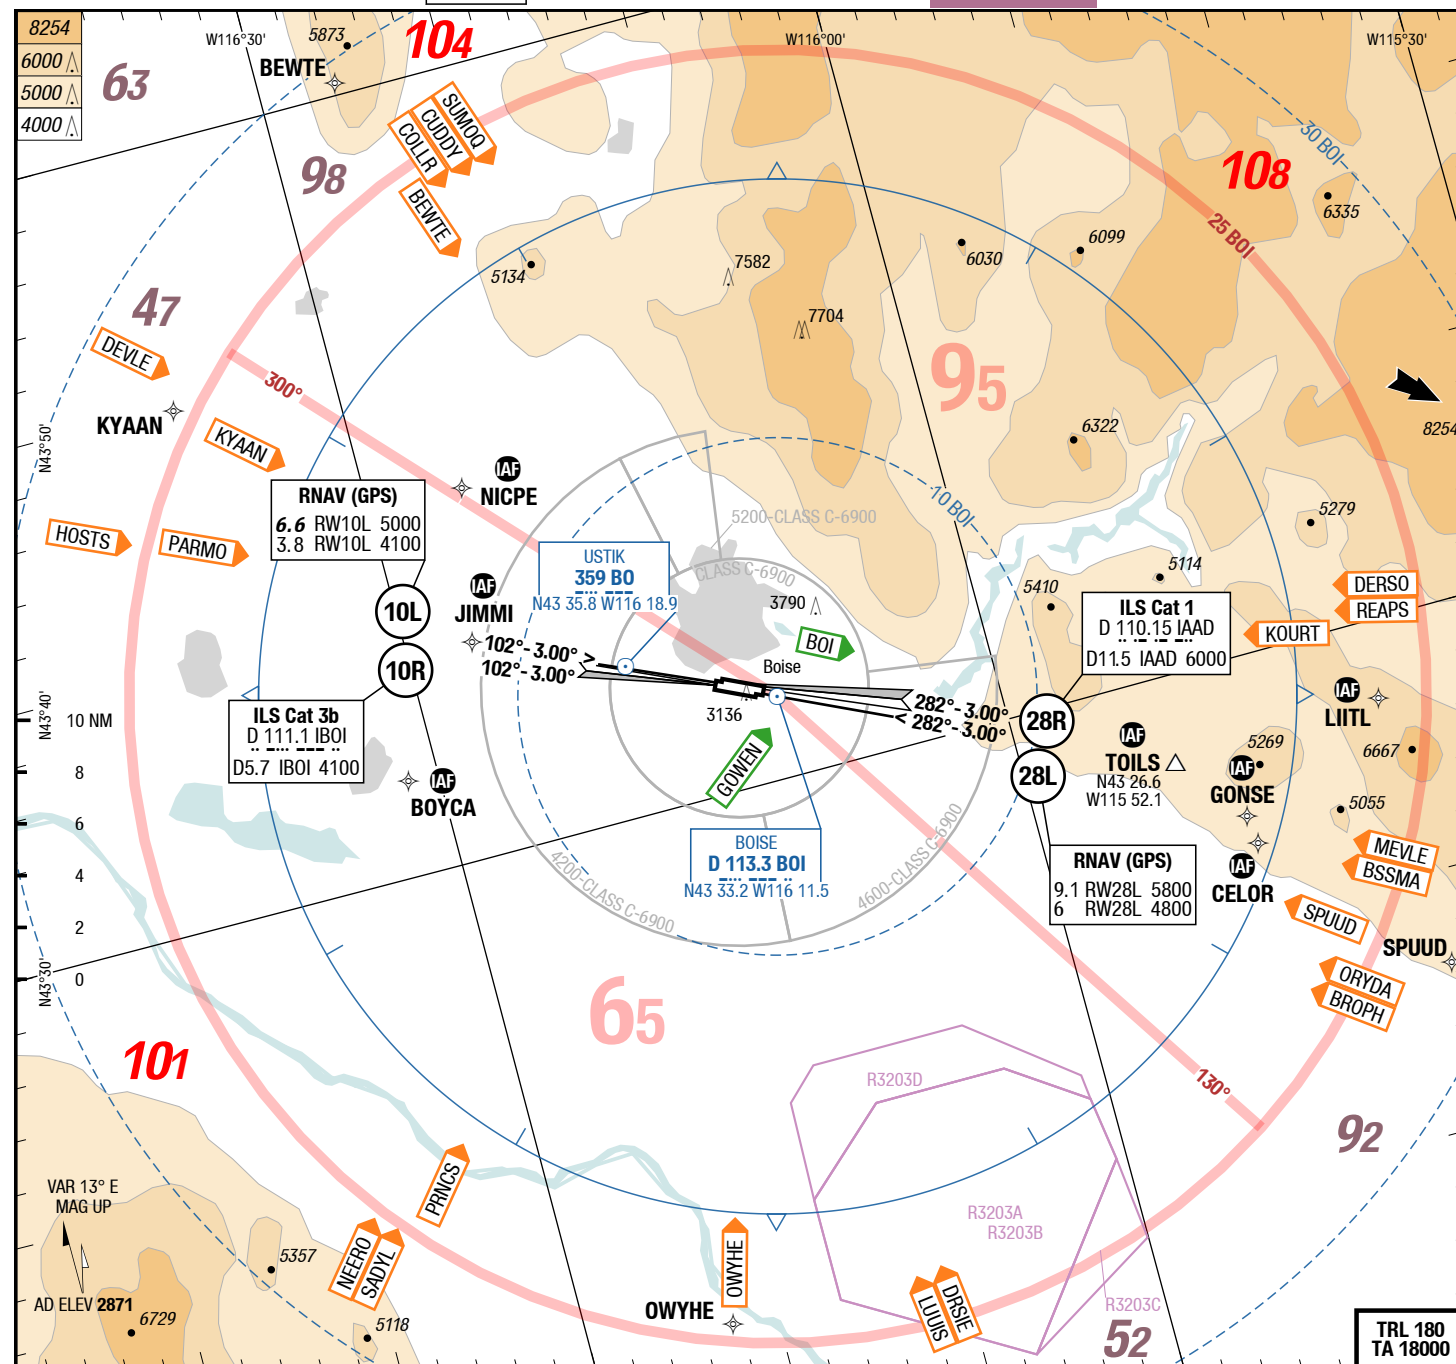 8254
6000
5000
4000
63
W116°30'
5873
BEWTE
104
W116°00'
W115°30'
98
SUMOQ
CUDDY
COLLR
BEWTE
30 BOI
108
6335
25 BOI
6099
6030
5134
7582
7704
47
DEVLE
300°
95
KYAAN
KYAAN
6322
8254
N43°50'
IAF
NICPE
RNAV (GPS)
6.6 RW10L 5000
3.8 RW10L 4100
10 BOI
5200-CLASS C-6900
CLASS C-6900
5279
HOSTS
PARMO
USTIK
359 BO
N43 35.8 W116 18.9
5114
5410
IAF
JIMMI
10L
3790
BOI
ILS Cat 1
D 110.15 IAAD
D11.5 IAAD 6000
DERSO
REAPS
KOURT
102°-3.00° >
102°-3.00°
Boise
10R
3136
282°-3.00°
< 282°-3.00°
28R
IAF
LIITL
N43°40'
10 NM
ILS Cat 3b
D 111.1 IBOI
D5.7 IBOI 4100
IAF
TOILS
N43 26.6
W115 52.1
5269
6667
28L
IAF
GONSE
8
IAF
BOYCA
GOWEN
5055
6
BOISE
D 113.3 BOI
N43 33.2 W116 11.5
4200-CLASS C-6900
4600-CLASS C-6900
RNAV (GPS)
9.1 RW28L 5800
6 RW28L 4800
IAF
CELOR
MEVLE
BSSMA
4
2
SPUUD
SPUUD
0
N43°30'
ORYDA
BROPH
65
101
R3203D
130°
92
VAR 13° E
MAG UP
PRNCS
R3203A
R3203B
NEERO
SADYL
5357
OWYHE
AD ELEV 2871
6729
5118
OWYHE
LUUIS
DRSIE
R3203C
52
TRL 180
TA 18000